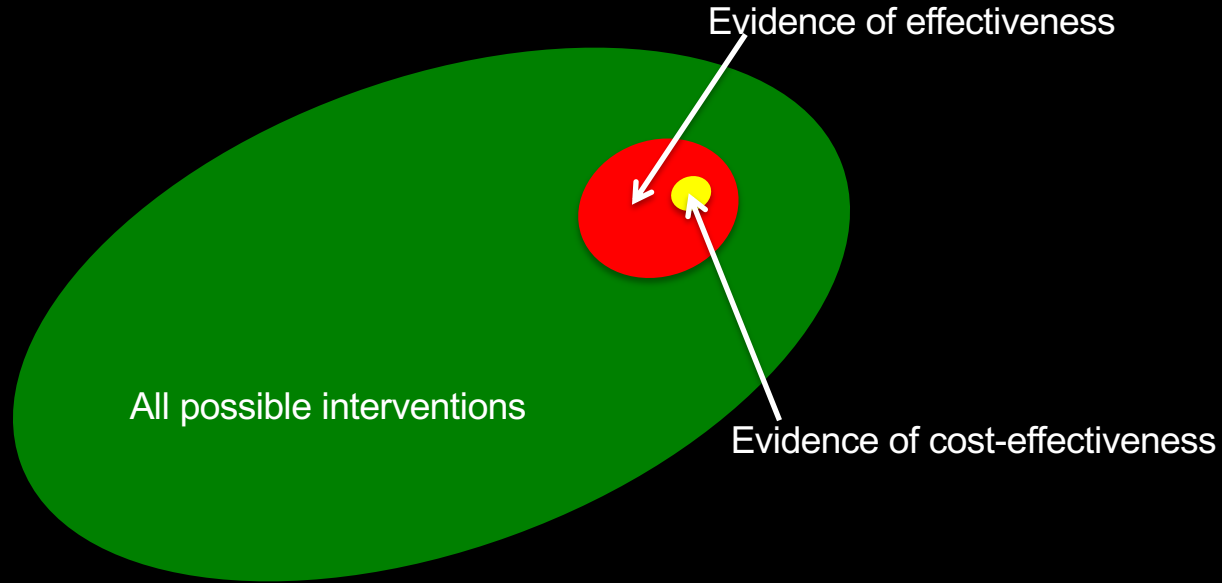 Evidence of effectiveness
All possible interventions
Evidence of cost-effectiveness